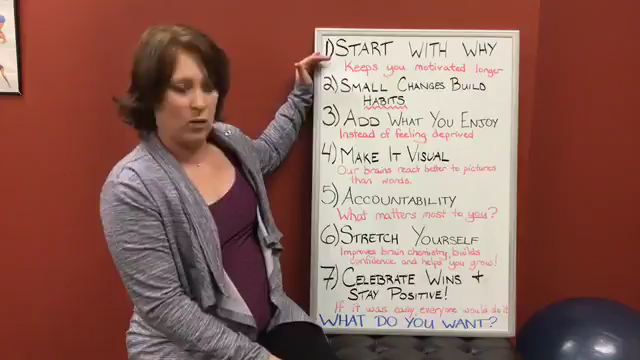 1) START WITH WHY
Keeps you motivated longer
2) SMALL CHANGES BUILD
HABITS
3) ADD WHAT YOU ENJOY
Instead of feeling deprived
4) MAKE IT VISUAL
Our brains react better to pictures
than words.
5) ACCOUNTABILITY
What matters most to you?
6) STRETCH YOURSELF
Improves brain chemistry, builds
confidence and helps you grow!
7) CELEBRATE WINS +
STAY POSITIVE!
If it was easy everyone would do it
WHAT DO YOU WANT?